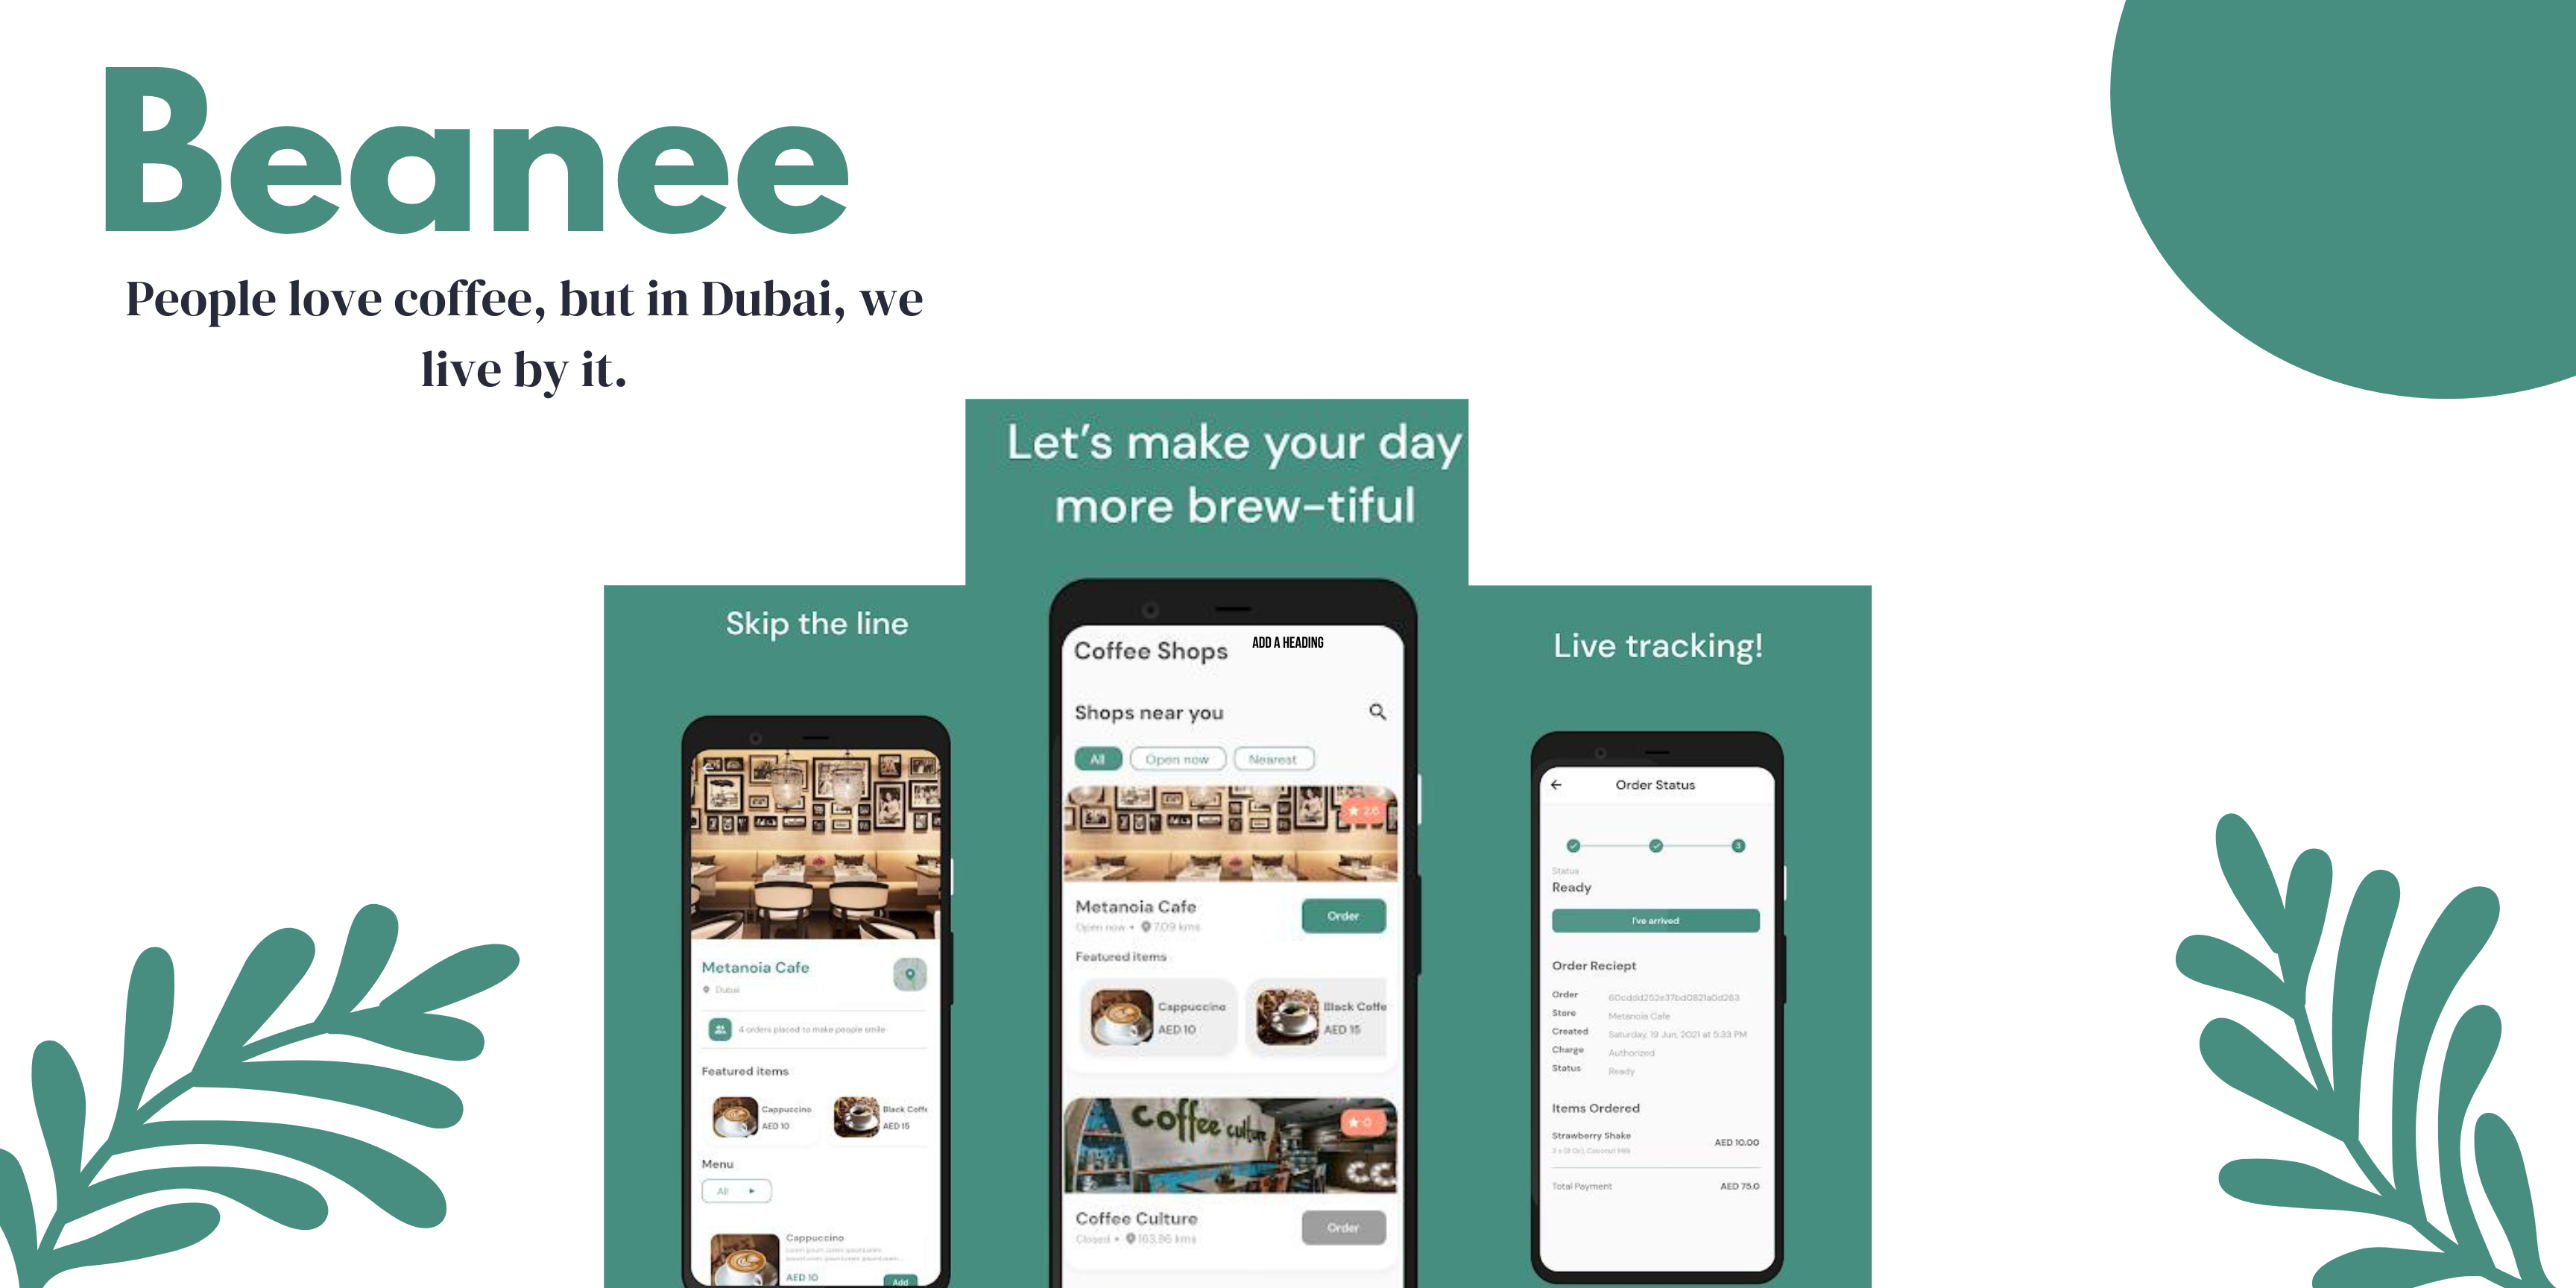 Beanee
People love coffee, but in Dubai, we
live by it.
Let's make your day
more brew-tiful
Skip the line
Metanoia Cafe
Dubai
4 orders placed to make people smile
Featured items
Cappuccino
AED 10
Black Coffe
AED 15
Menu
All
Cappuccino
AED 10
Add
Coffee Shops
ADD A HEADING
Shops near you
All
Open now
Nearest
2.6
Metanoia Cafe
Order
Open now • 7.09 kms
Featured items
Cappuccino
AED 10
Black Coffe
AED 15
coffee culture
CC
0
Coffee Culture
Order
Closed • 163.86 kms
Live tracking!
Order Status
3
Status
Ready
I've arrived
Order Reciept
Order 60cddd252e37bd0821a0d263
Store Metanoia Cafe
Created Saturday, 19 Jun, 2021 at 5:33 PM
Charge Authorized
Status Ready
Items Ordered
Strawberry Shake AED 10.00
Coconut Milk
Total Payment AED 75.0